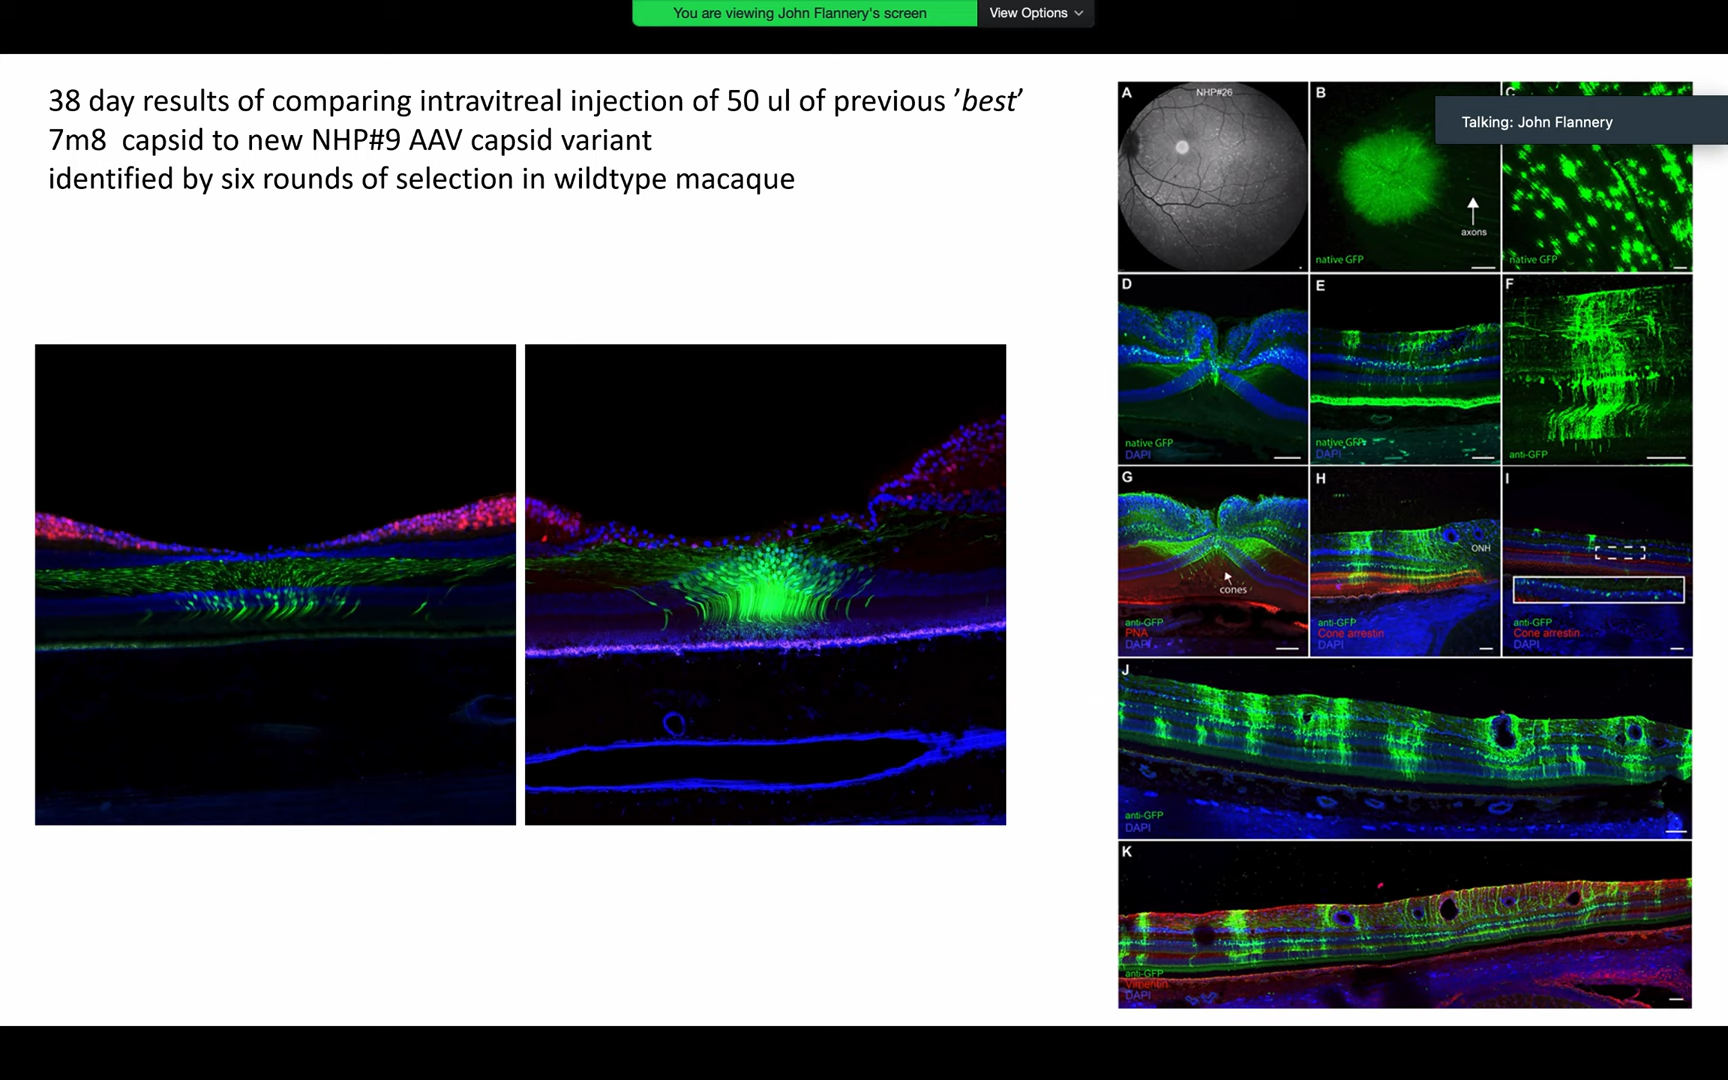 You are viewing John Flannery's screen
View Options
38 day results of comparing intravitreal injection of 50 ul of previous ’best’
7m8 capsid to new NHP#9 AAV capsid variant
identified by six rounds of selection in wildtype macaque
Talking: John Flannery
A
NHP#26
B
axons
native GFP
C
native GFP
D
native GFP
DAPI
E
native GFP
DAPI
F
anti-GFP
G
cones
anti-GFP
PNA
DAPI
H
ONH
anti-GFP
Cone arrestin
DAPI
I
anti-GFP
Cone arrestin
DAPI
J
anti-GFP
DAPI
K
anti-GFP
Vimentin
DAPI